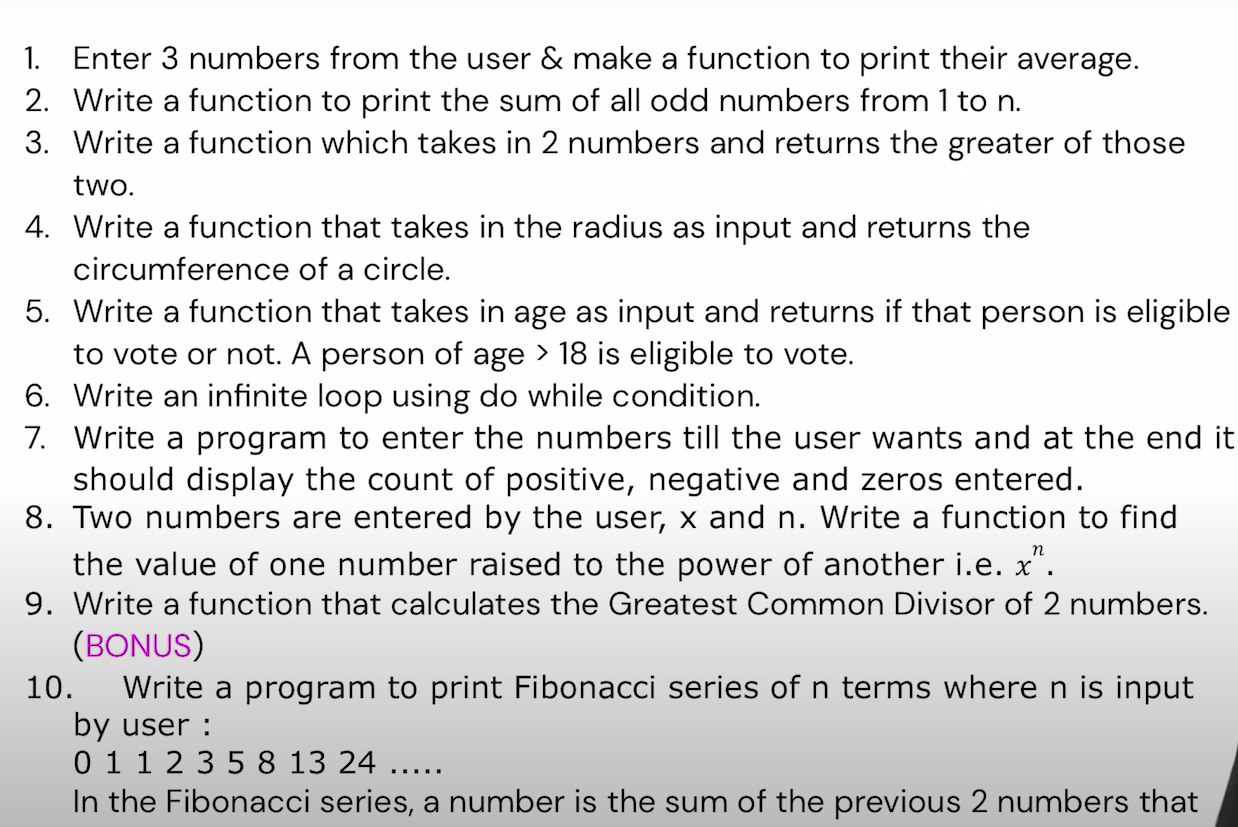 1. Enter 3 numbers from the user & make a function to print their average.
2. Write a function to print the sum of all odd numbers from 1 to n.
3. Write a function which takes in 2 numbers and returns the greater of those
two.
4. Write a function that takes in the radius as input and returns the
circumference of a circle.
5. Write a function that takes in age as input and returns if that person is eligible
to vote or not. A person of age > 18 is eligible to vote.
6. Write an infinite loop using do while condition.
7. Write a program to enter the numbers till the user wants and at the end it
should display the count of positive, negative and zeros entered.
8. Two numbers are entered by the user, x and n. Write a function to find
the value of one number raised to the power of another i.e. xⁿ.
9. Write a function that calculates the Greatest Common Divisor of 2 numbers.
(BONUS)
10. Write a program to print Fibonacci series of n terms where n is input
by user :
0 1 1 2 3 5 8 13 24 .....
In the Fibonacci series, a number is the sum of the previous 2 numbers that